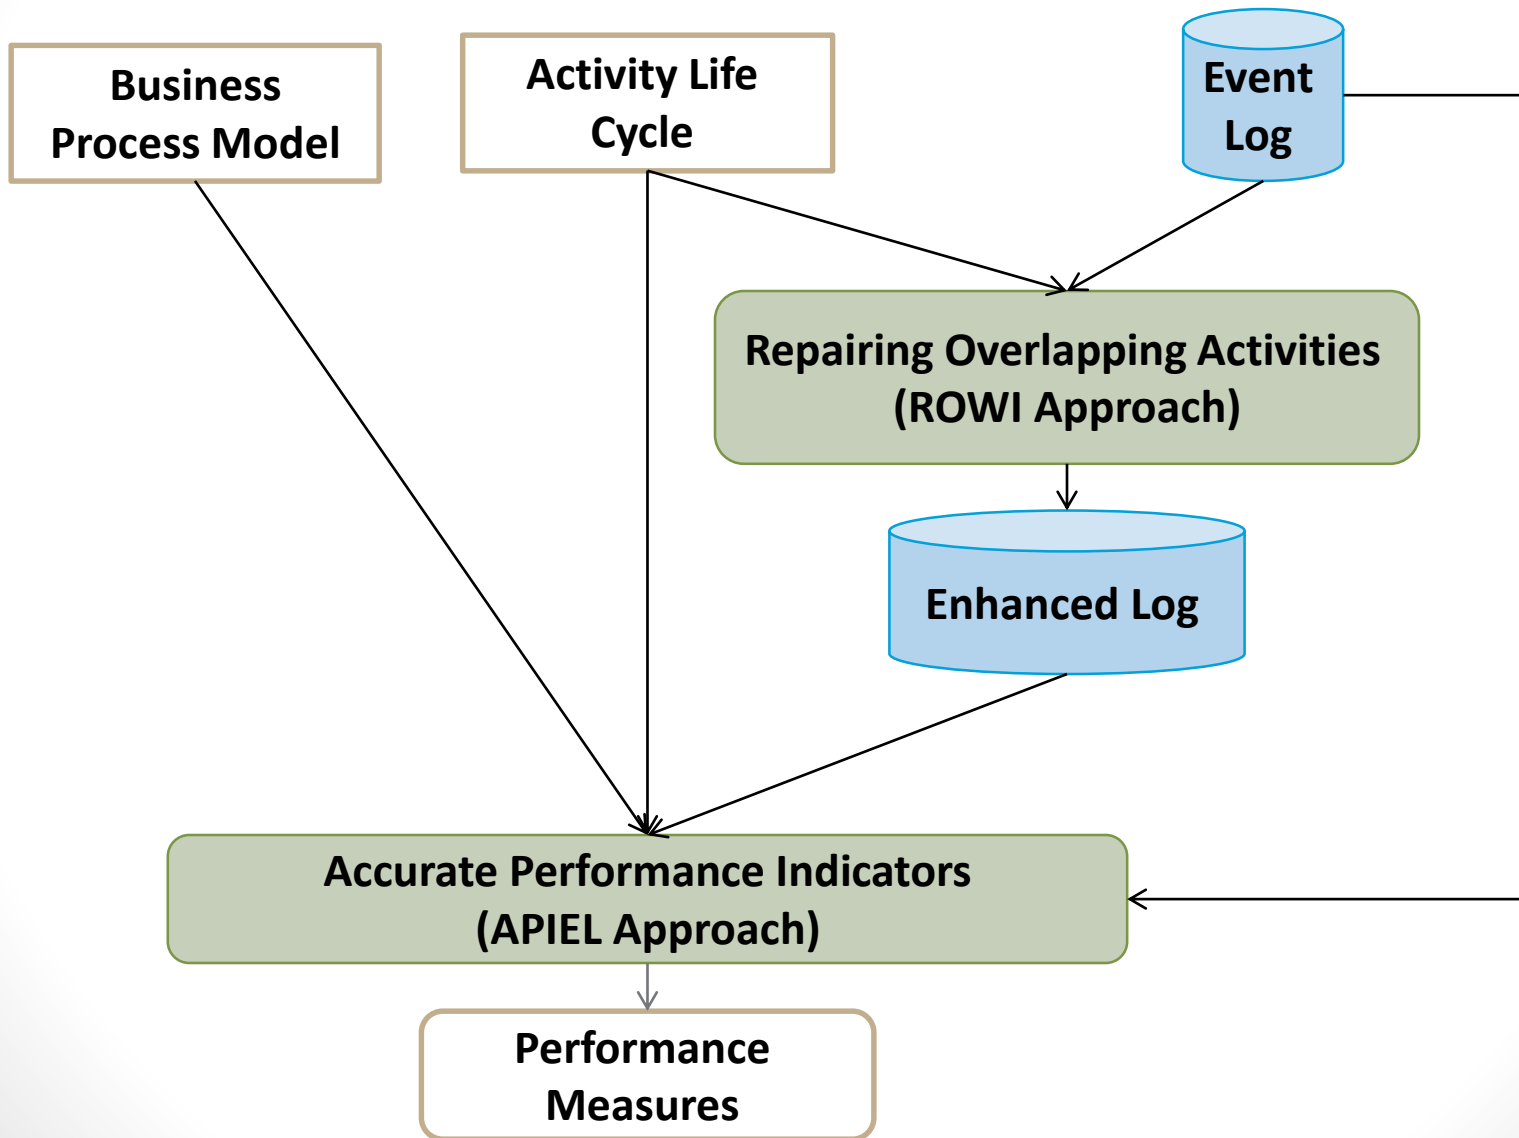 Business
Process Model
Activity Life
Cycle
Event
Log
Repairing Overlapping Activities
(ROWI Approach)
Enhanced Log
Accurate Performance Indicators
(APIEL Approach)
Performance
Measures